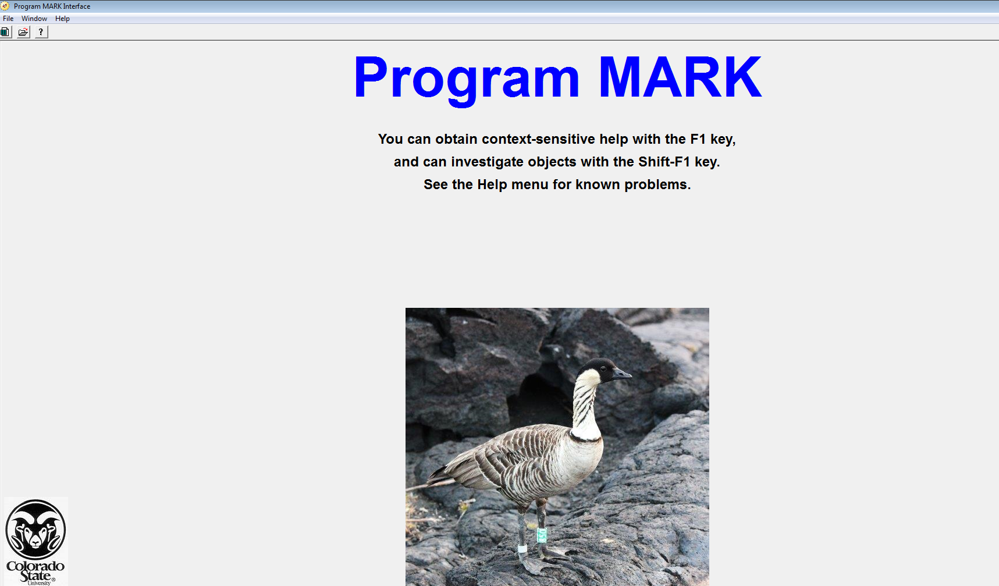 Program MARK Interface
File Window Help
?
Program MARK
You can obtain context-sensitive help with the F1 key,
and can investigate objects with the Shift-F1 key.
See the Help menu for known problems.
Colorado
State®
University